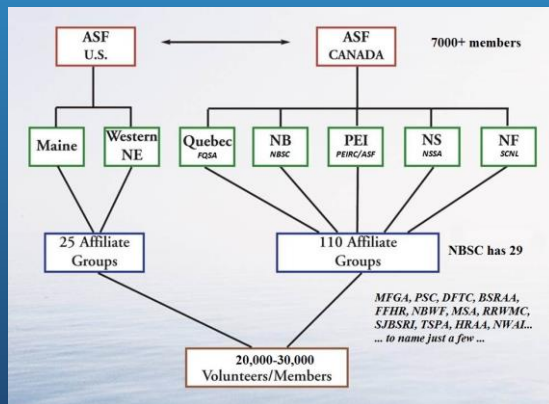 ASF
U.S.
ASF
CANADA
7000+ members
Maine
Western
NE
Quebec
FQSA
NB
NBSC
PEI
PEIRC/ASF
NS
NSSA
NF
SCNL
25 Affiliate
Groups
110 Affiliate
Groups
NBSC has 29
MFGA, PSC, DFTC, BSRAA,
FFHR, NBWF, MSA, RRWMC,
SJBSRI, TSPA, HRAA, NWAI...
... to name just a few ...
20,000-30,000
Volunteers/Members